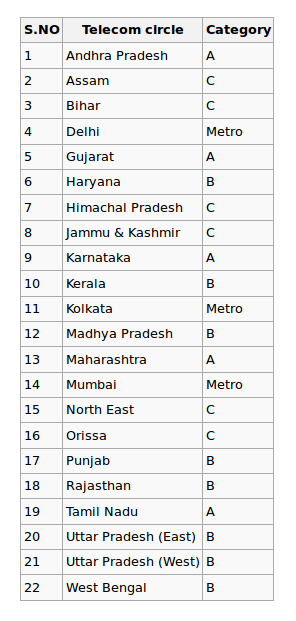 S.NO Telecom circle Category
1 Andhra Pradesh A
2 Assam C
3 Bihar C
4 Delhi Metro
5 Gujarat A
6 Haryana B
7 Himachal Pradesh C
8 Jammu & Kashmir C
9 Karnataka A
10 Kerala B
11 Kolkata Metro
12 Madhya Pradesh B
13 Maharashtra A
14 Mumbai Metro
15 North East C
16 Orissa C
17 Punjab B
18 Rajasthan B
19 Tamil Nadu A
20 Uttar Pradesh (East) B
21 Uttar Pradesh (West) B
22 West Bengal B